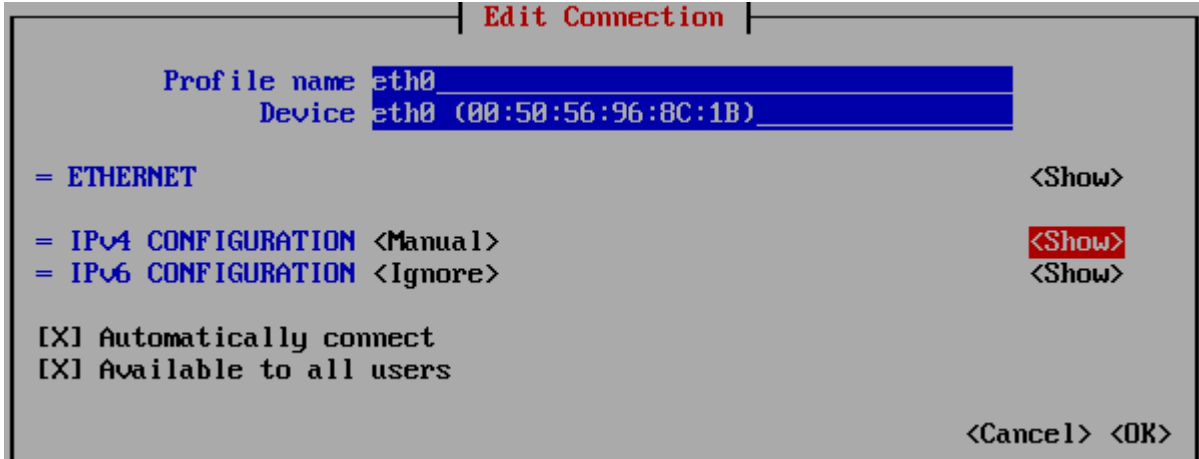 Edit Connection
Profile name eth0
Device eth0 (00:50:56:96:8C:1B)
= ETHERNET <Show>
= IPv4 CONFIGURATION <Manual> <Show>
= IPv6 CONFIGURATION <Ignore> <Show>
[X] Automatically connect
[X] Available to all users
<Cancel> <OK>